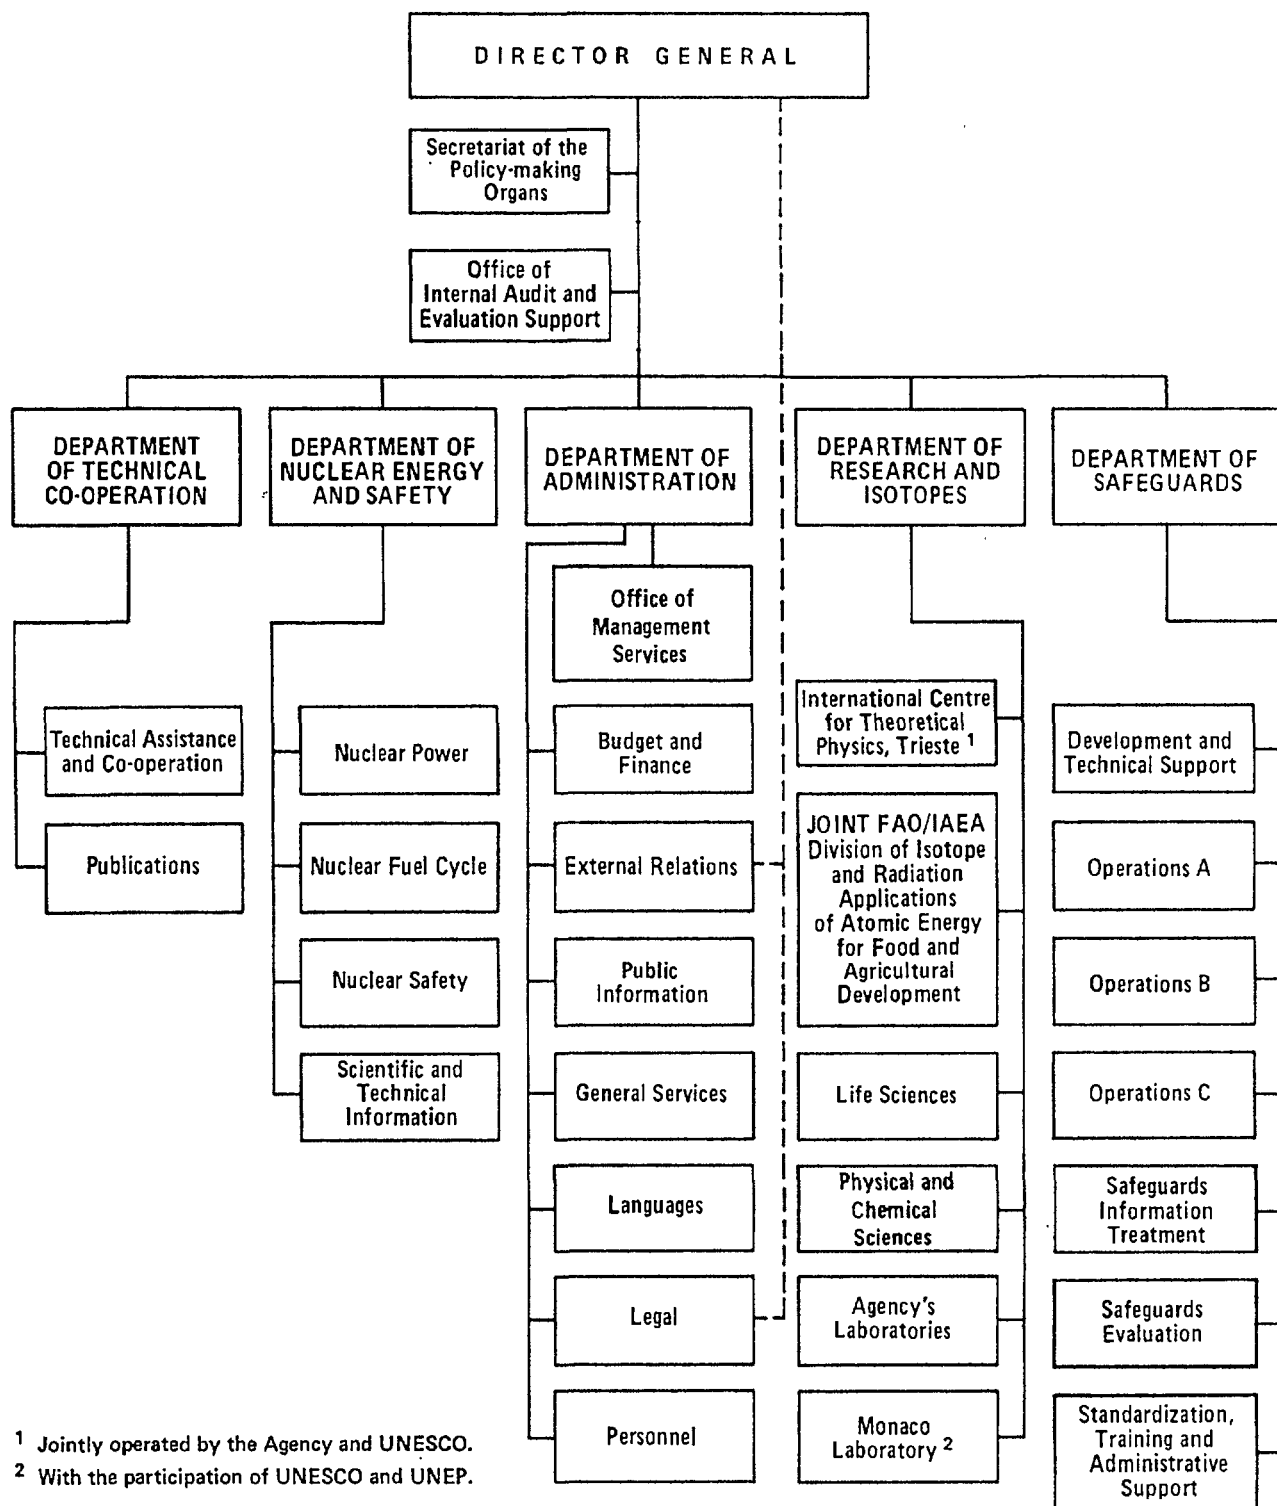 DIRECTOR GENERAL
Secretariat of the
Policy-making
Organs
Office of
Internal Audit and
Evaluation Support
DEPARTMENT
OF TECHNICAL
CO-OPERATION
DEPARTMENT OF
NUCLEAR ENERGY
AND SAFETY
DEPARTMENT OF
ADMINISTRATION
DEPARTMENT OF
RESEARCH AND
ISOTOPES
DEPARTMENT OF
SAFEGUARDS
Technical Assistance
and Co-operation
Publications
Nuclear Power
Nuclear Fuel Cycle
Nuclear Safety
Scientific and
Technical
Information
Office of
Management
Services
Budget and
Finance
External Relations
Public
Information
General Services
Languages
Legal
Personnel
International Centre
for Theoretical
Physics, Trieste 1
JOINT FAO/IAEA
Division of Isotope
and Radiation
Applications
of Atomic Energy
for Food and
Agricultural
Development
Life Sciences
Physical and
Chemical
Sciences
Agency's
Laboratories
Monaco
Laboratory 2
Development and
Technical Support
Operations A
Operations B
Operations C
Safeguards
Information
Treatment
Safeguards
Evaluation
Standardization,
Training and
Administrative
Support
1 Jointly operated by the Agency and UNESCO.
2 With the participation of UNESCO and UNEP.